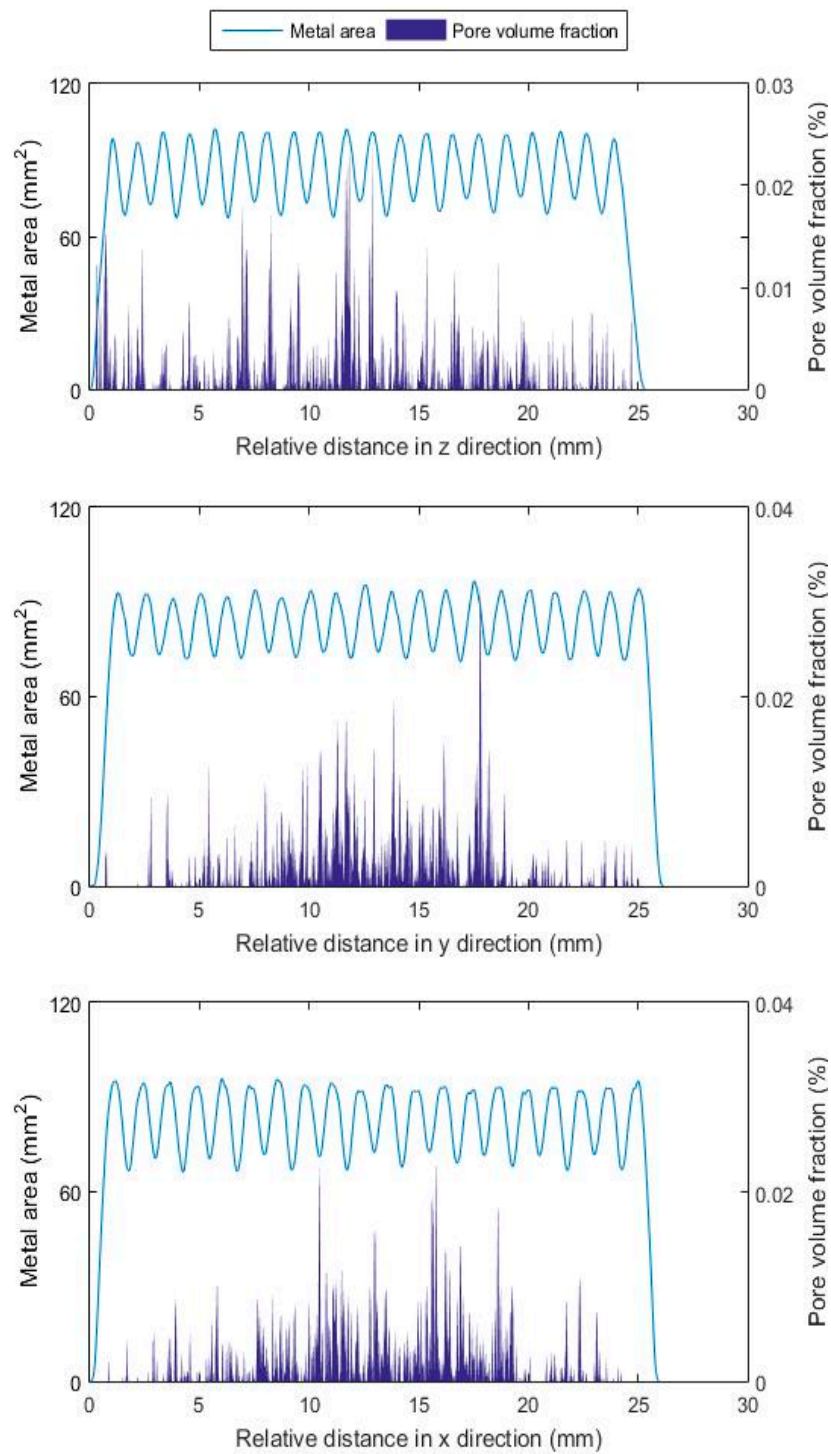 Metal area Pore volume fraction
120 0.03
Metal area (mm²) Pore volume fraction (%)
0.02
60
0.01
0 0
0 5 10 15 20 25 30
Relative distance in z direction (mm)
120 0.04
Metal area (mm²) Pore volume fraction (%)
60 0.02
0 0
0 5 10 15 20 25 30
Relative distance in y direction (mm)
120 0.04
Metal area (mm²) Pore volume fraction (%)
60 0.02
0 0
0 5 10 15 20 25 30
Relative distance in x direction (mm)